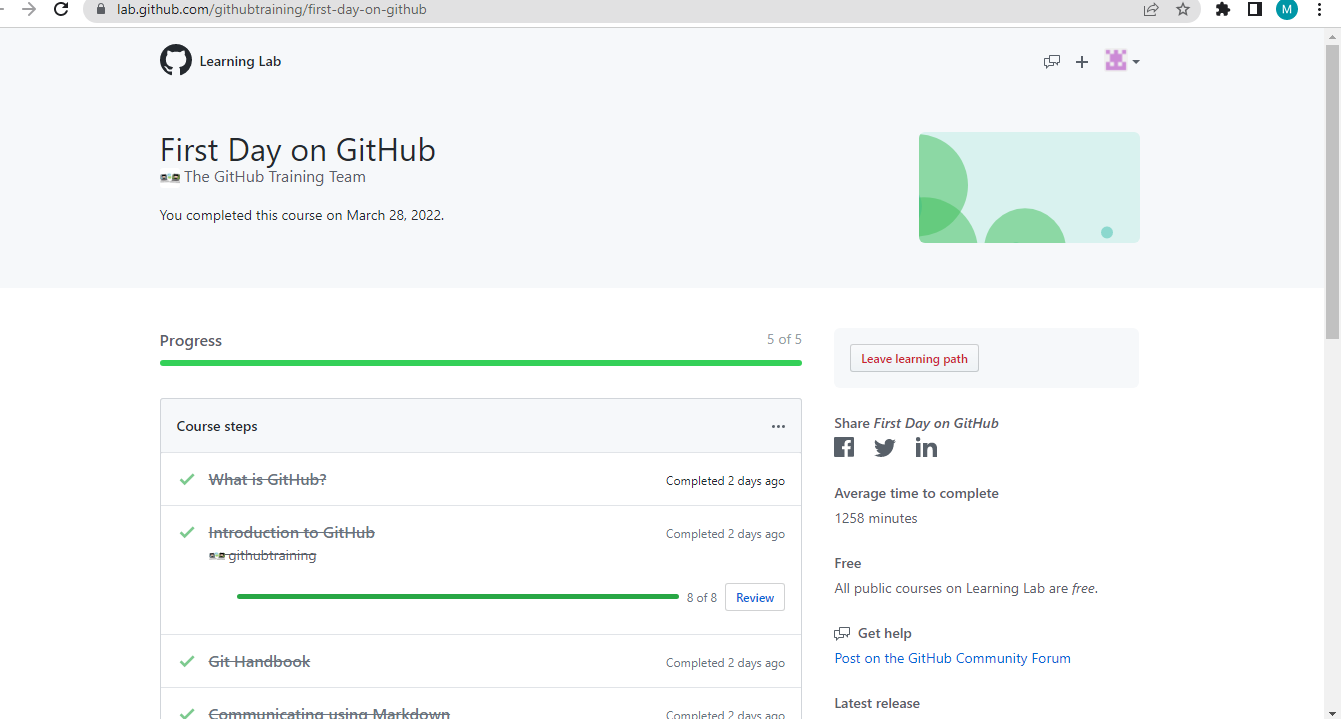 lab.github.com/githubtraining/first-day-on-github
M
Learning Lab
First Day on GitHub
The GitHub Training Team
You completed this course on March 28, 2022.
Progress
5 of 5
Course steps
What is GitHub?
Completed 2 days ago
Introduction to GitHub
Completed 2 days ago
githubtraining
8 of 8
Review
Git Handbook
Completed 2 days ago
Communicating using Markdown
Completed 2 days ago
Leave learning path
Share First Day on GitHub
Average time to complete
1258 minutes
Free
All public courses on Learning Lab are free.
Get help
Post on the GitHub Community Forum
Latest release